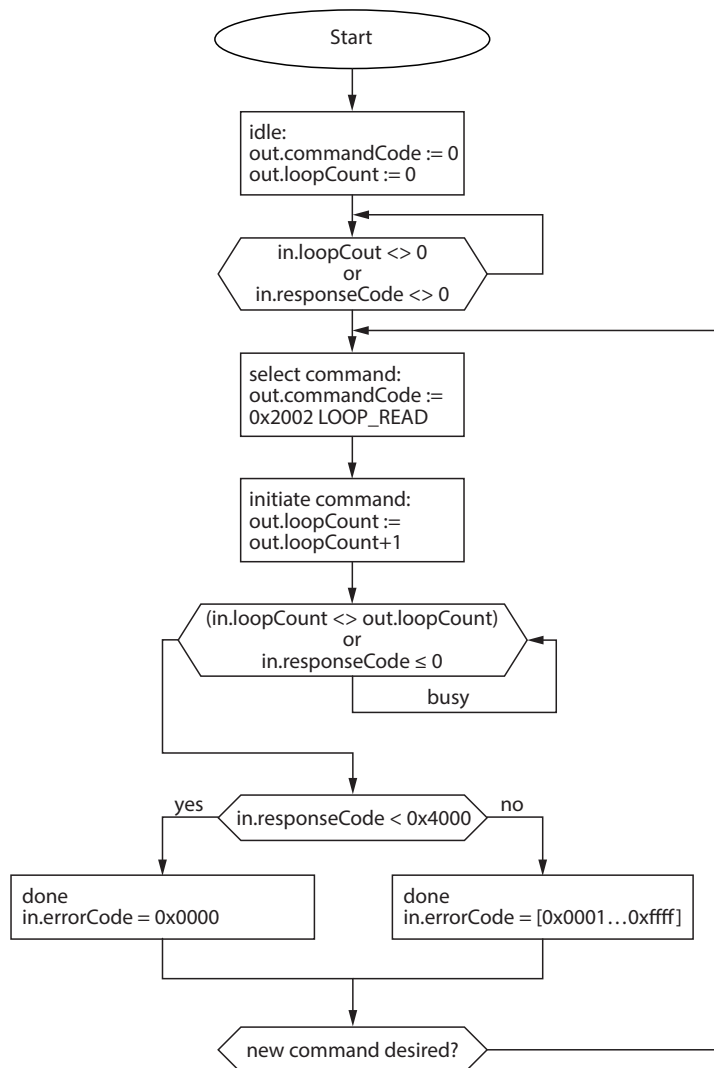 Start
idle:
out.commandCode := 0
out.loopCount := 0
in.loopCout <> 0
or
in.responseCode <> 0
select command:
out.commandCode :=
0x2002 LOOP_READ
initiate command:
out.loopCount :=
out.loopCount+1
(in.loopCount <> out.loopCount)
or
in.responseCode ≤ 0
busy
yes
in.responseCode < 0x4000
no
done
in.errorCode = 0x0000
done
in.errorCode = [0x0001…0xffff]
new command desired?